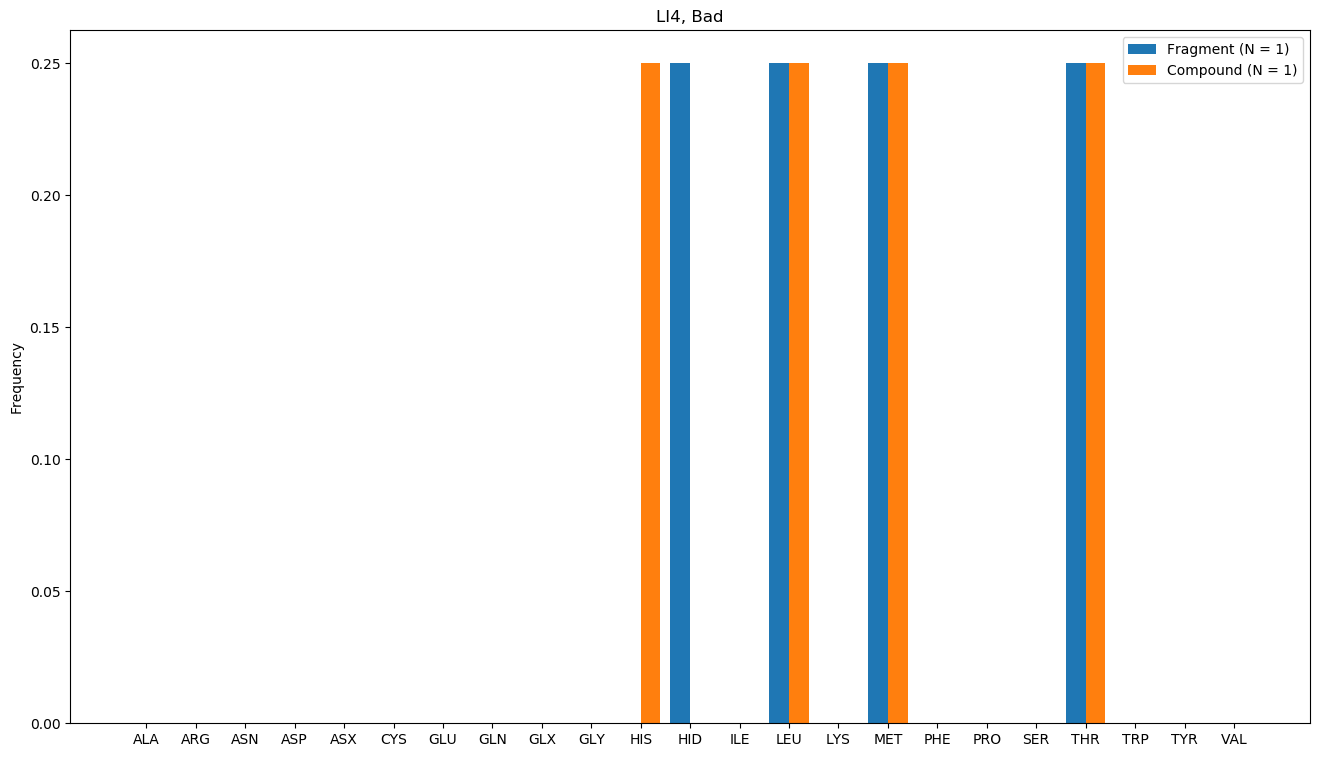 LI4, Bad
Fragment (N = 1)
Compound (N = 1)
0.25
0.20
0.15
0.10
0.05
0.00
Frequency
ALA ARG ASN ASP ASX CYS GLU GLN GLX GLY HIS HID ILE LEU LYS MET PHE PRO SER THR TRP TYR VAL